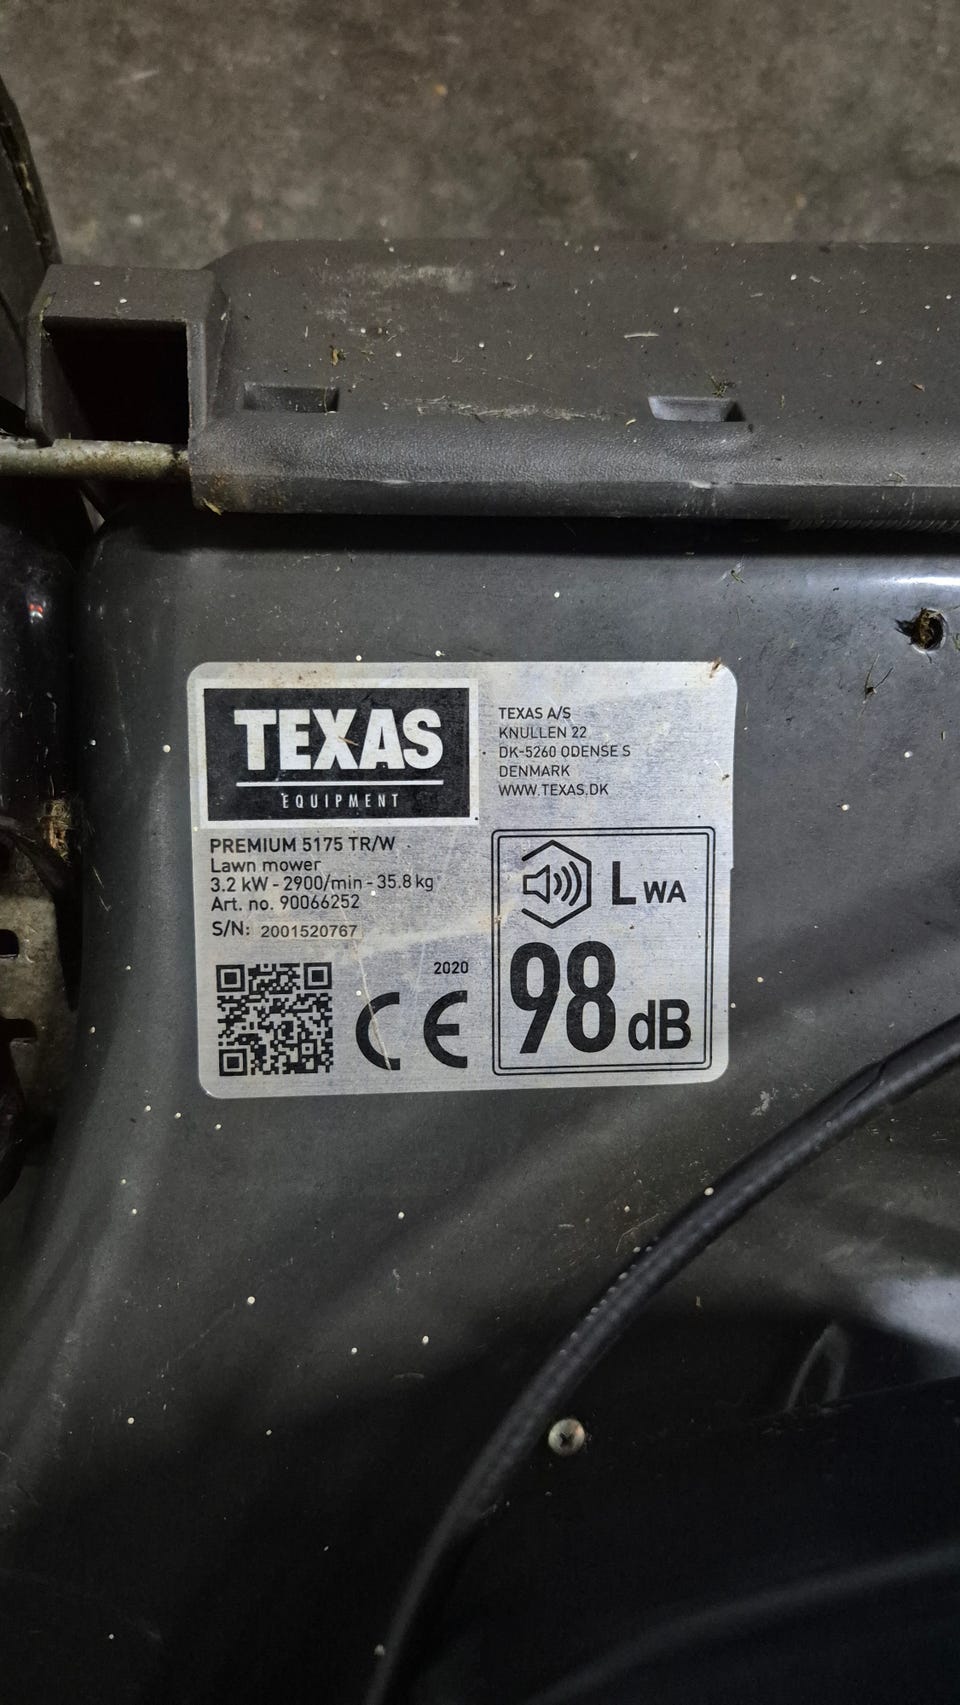 TEXAS
EQUIPMENT
TEXAS A/S
KNULLEN 22
DK-5260 ODENSE S
DENMARK
WWW.TEXAS.DK
PREMIUM 5175 TR/W
Lawn mower
3.2 kW - 2900/min - 35.8 kg
Art. no. 90066252
S/N: 2001520767
2020
CE
LWA
98 dB